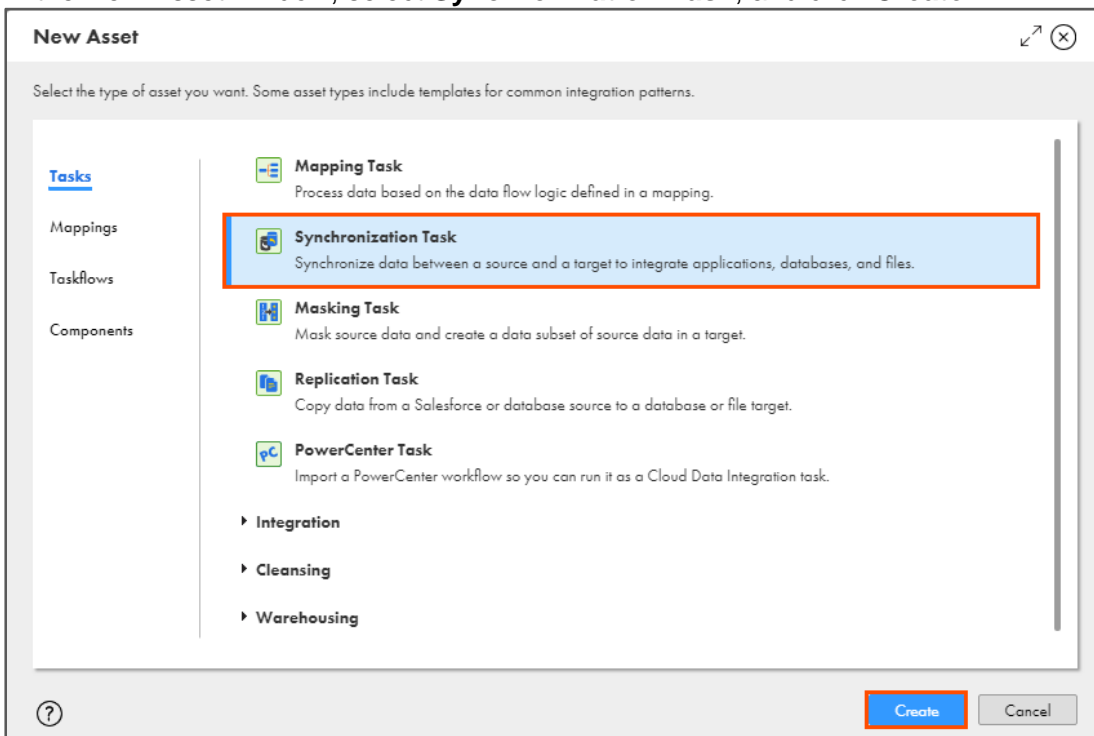 New Asset
Select the type of asset you want. Some asset types include templates for common integration patterns.
Tasks
Mappings
Taskflows
Components
Mapping Task
Process data based on the data flow logic defined in a mapping.
Synchronization Task
Synchronize data between a source and a target to integrate applications, databases, and files.
Masking Task
Mask source data and create a data subset of source data in a target.
Replication Task
Copy data from a Salesforce or database source to a database or file target.
PowerCenter Task
Import a PowerCenter workflow so you can run it as a Cloud Data Integration task.
Integration
Cleansing
Warehousing
?
Create
Cancel